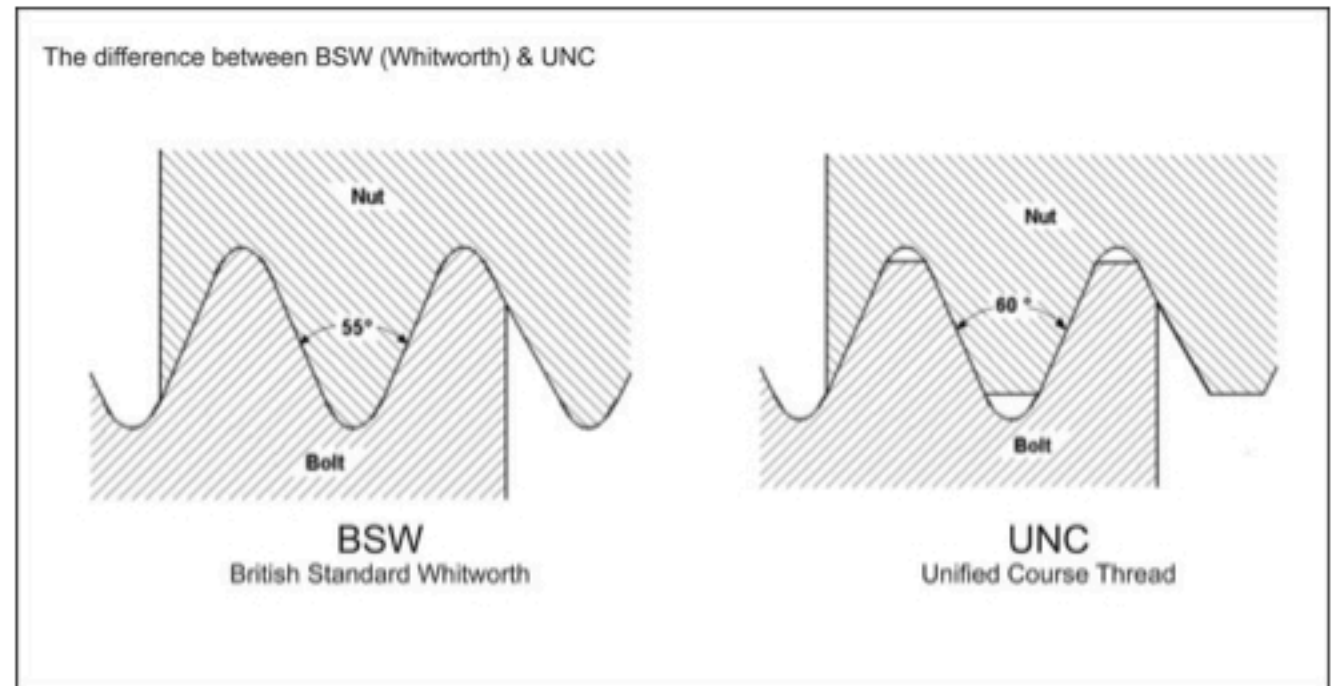 The difference between BSW (Whitworth) & UNC
Nut
55°
Bolt
BSW
British Standard Whitworth
Nut
60 °
Bolt
UNC
Unified Course Thread